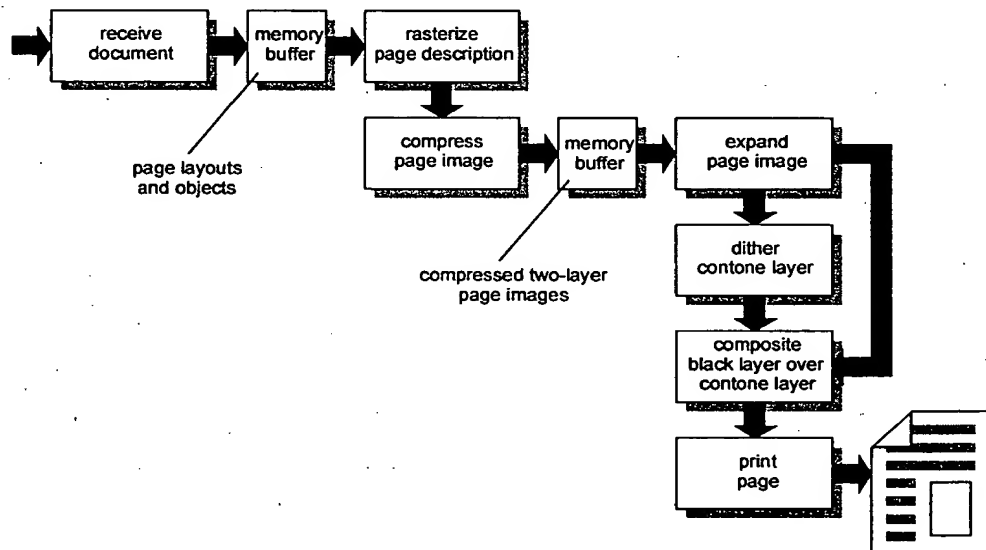 receive
document
memory
buffer
rasterize
page description
page layouts
and objects
compress
page image
memory
buffer
expand
page image
compressed two-layer
page images
dither
contone layer
composite
black layer over
contone layer
print
page